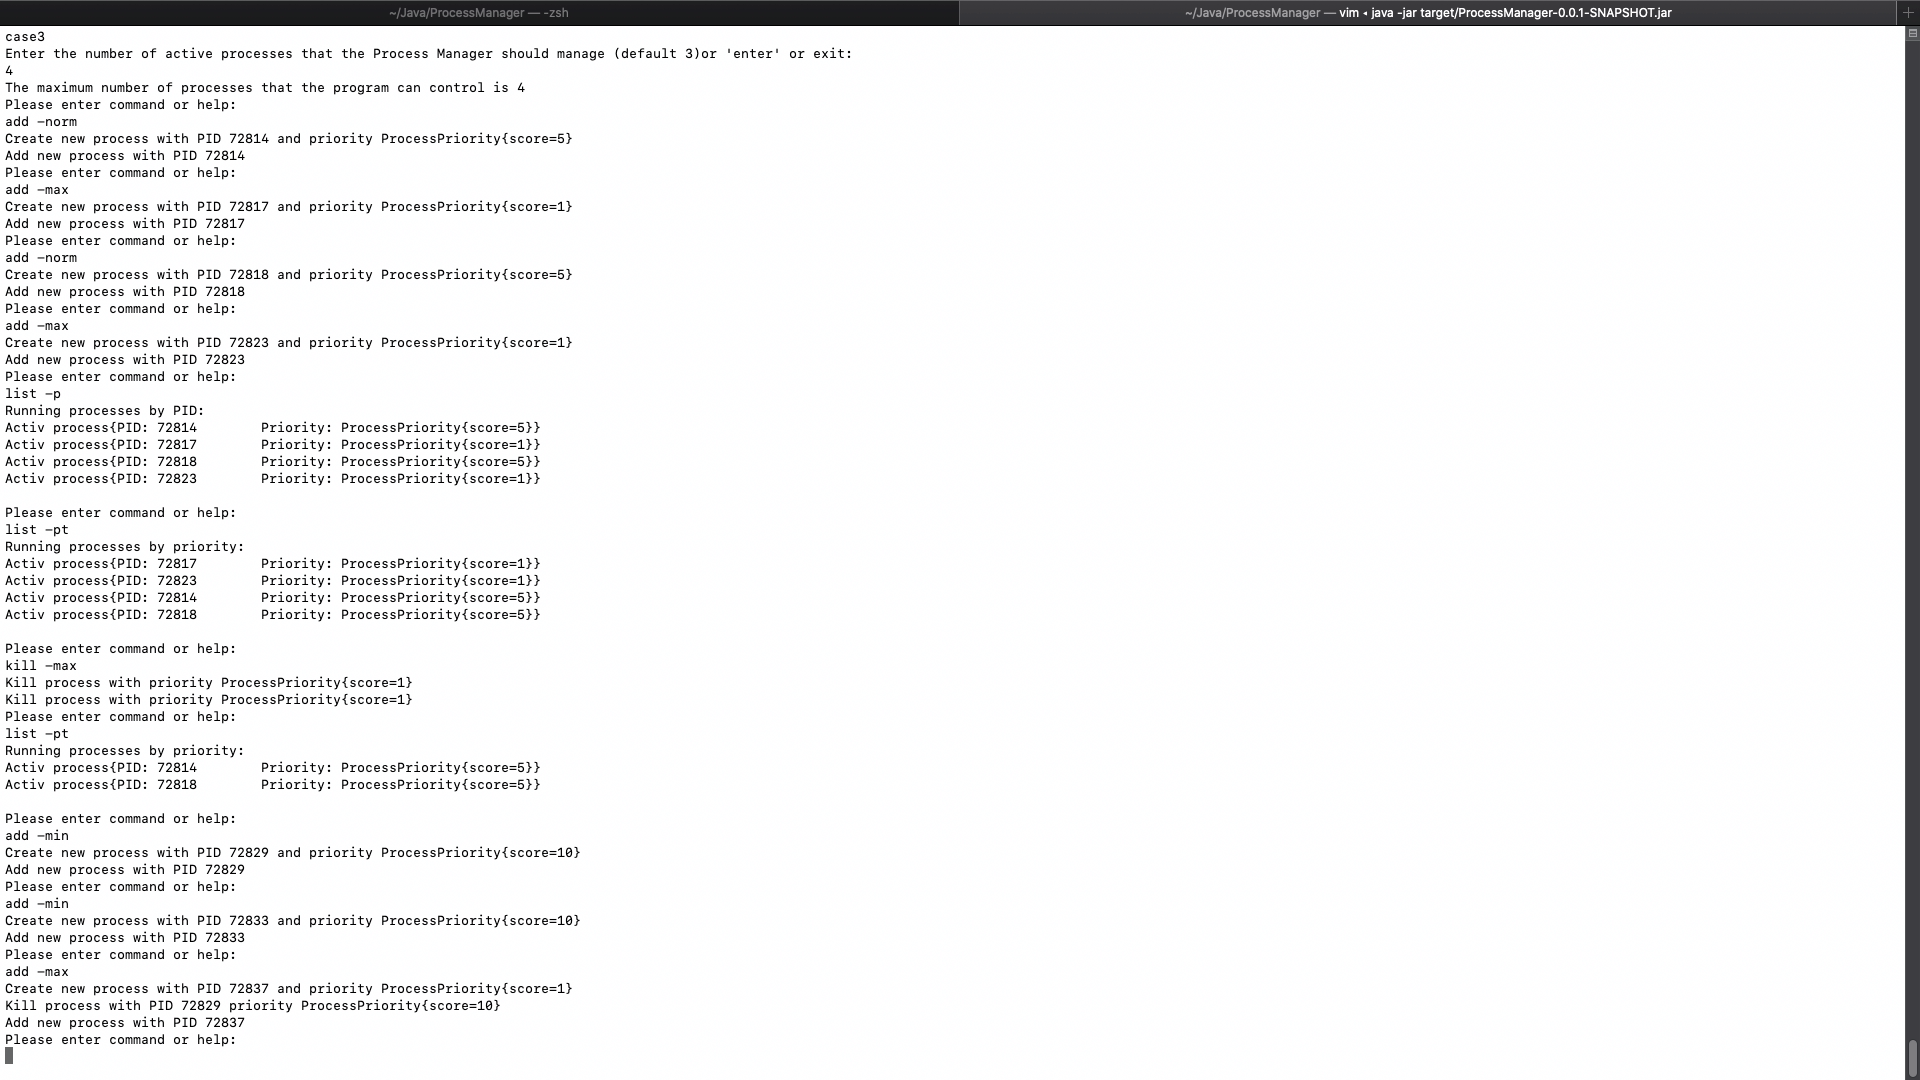 ~/Java/ProcessManager — -zsh
~/Java/ProcessManager — vim ◂ java -jar target/ProcessManager-0.0.1-SNAPSHOT.jar
case3
Enter the number of active processes that the Process Manager should manage (default 3)or 'enter' or exit:
4
The maximum number of processes that the program can control is 4
Please enter command or help:
add -norm
Create new process with PID 72814 and priority ProcessPriority{score=5}
Add new process with PID 72814
Please enter command or help:
add -max
Create new process with PID 72817 and priority ProcessPriority{score=1}
Add new process with PID 72817
Please enter command or help:
add -norm
Create new process with PID 72818 and priority ProcessPriority{score=5}
Add new process with PID 72818
Please enter command or help:
add -max
Create new process with PID 72823 and priority ProcessPriority{score=1}
Add new process with PID 72823
Please enter command or help:
list -p
Running processes by PID:
Activ process{PID: 72814        Priority: ProcessPriority{score=5}}
Activ process{PID: 72817        Priority: ProcessPriority{score=1}}
Activ process{PID: 72818        Priority: ProcessPriority{score=5}}
Activ process{PID: 72823        Priority: ProcessPriority{score=1}}
Please enter command or help:
list -pt
Running processes by priority:
Activ process{PID: 72817        Priority: ProcessPriority{score=1}}
Activ process{PID: 72823        Priority: ProcessPriority{score=1}}
Activ process{PID: 72814        Priority: ProcessPriority{score=5}}
Activ process{PID: 72818        Priority: ProcessPriority{score=5}}
Please enter command or help:
kill -max
Kill process with priority ProcessPriority{score=1}
Kill process with priority ProcessPriority{score=1}
Please enter command or help:
list -pt
Running processes by priority:
Activ process{PID: 72814        Priority: ProcessPriority{score=5}}
Activ process{PID: 72818        Priority: ProcessPriority{score=5}}
Please enter command or help:
add -min
Create new process with PID 72829 and priority ProcessPriority{score=10}
Add new process with PID 72829
Please enter command or help:
add -min
Create new process with PID 72833 and priority ProcessPriority{score=10}
Add new process with PID 72833
Please enter command or help:
add -max
Create new process with PID 72837 and priority ProcessPriority{score=1}
Kill process with PID 72829 priority ProcessPriority{score=10}
Add new process with PID 72837
Please enter command or help: